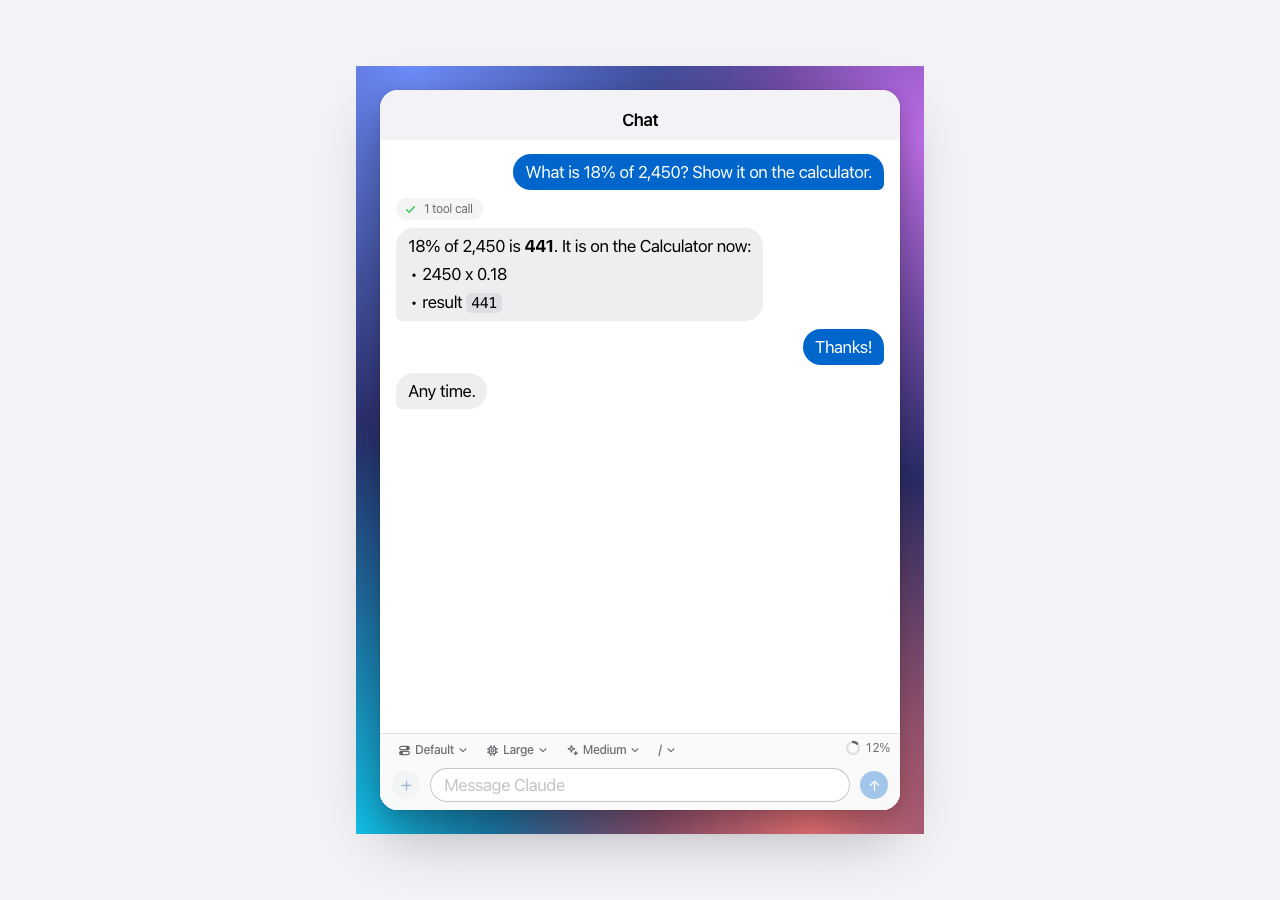 Chat
What is 18% of 2,450? Show it on the calculator.
1 tool call
18% of 2,450 is 441. It is on the Calculator now:
• 2450 x 0.18
• result 441
Thanks!
Any time.
Default Large Medium / 12%
Message Claude